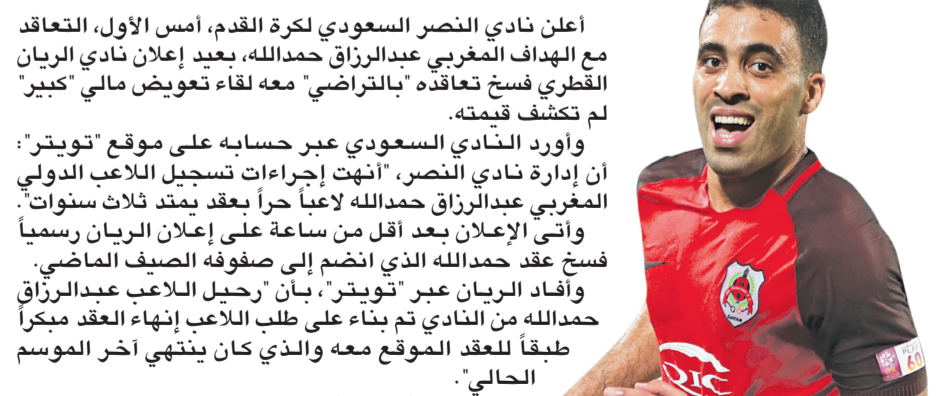 أعلن نادي النصر السعودي لكرة القدم، أمس الأول، التعاقد
مع الهداف المغربي عبدالرزاق حمدالله، بعيد إعلان نادي الريان
القطري فسخ تعاقده "بالتراضي" معه لقاء تعويض مالي "كبير"
لم تكشف قيمته.
وأورد النادي السعودي عبر حسابه على موقع "تويتر":
أن إدارة نادي النصر، "أنهت إجراءات تسجيل اللاعب الدولي
المغربي عبدالرزاق حمدالله لاعباً حراً بعقد يمتد ثلاث سنوات".
وأتى الإعلان بعد أقل من ساعة على إعلان الريان رسمياً
فسخ عقد حمدالله الذي انضم إلى صفوفه الصيف الماضي.
وأفاد الريان عبر "تويتر"، بأن "رحيل اللاعب عبدالرزاق
حمدالله من النادي تم بناء على طلب اللاعب إنهاء العقد مبكراً
طبقاً للعقد الموقع معه والذي كان ينتهي آخر الموسم
الحالي".
QIC
60